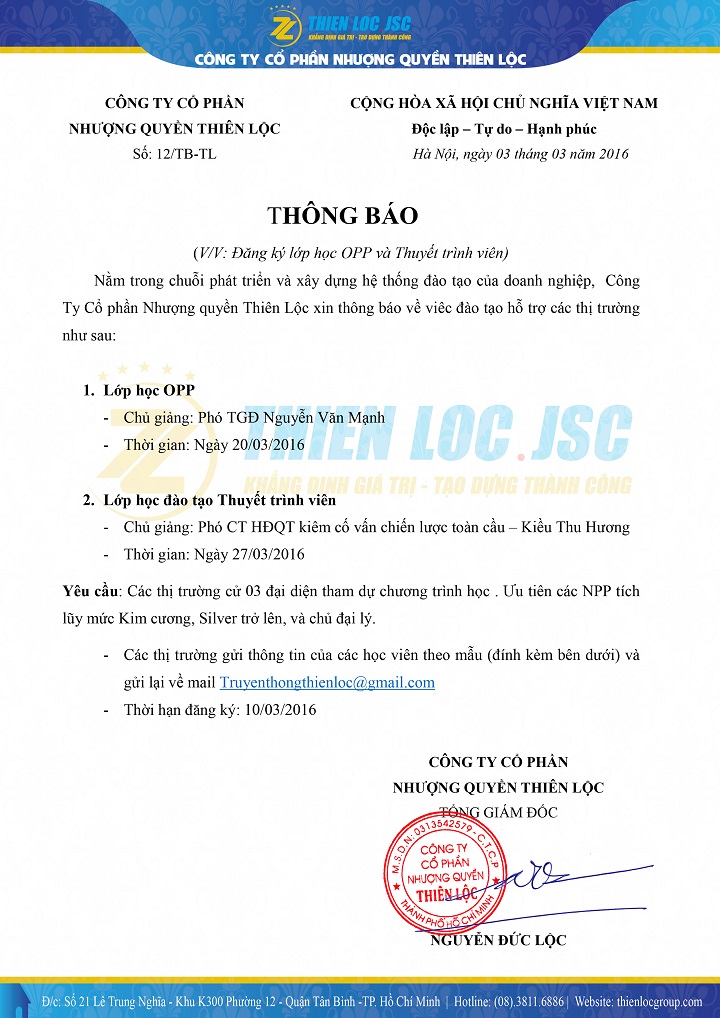 THIEN LOC JSC
KHẲNG ĐỊNH GIÁ TRỊ - TẠO DỰNG THÀNH CÔNG
CÔNG TY CỔ PHẦN NHƯỢNG QUYỀN THIÊN LỘC
CÔNG TY CỔ PHẦN
NHƯỢNG QUYỀN THIÊN LỘC
Số: 12/TB-TL
CỘNG HÒA XÃ HỘI CHỦ NGHĨA VIỆT NAM
Độc lập – Tự do – Hạnh phúc
Hà Nội, ngày 03 tháng 03 năm 2016
THÔNG BÁO
(V/V: Đăng ký lớp học OPP và Thuyết trình viên)
Nằm trong chuỗi phát triển và xây dựng hệ thống đào tạo của doanh nghiệp, Công
Ty Cổ phần Nhượng quyền Thiên Lộc xin thông báo về viêc đào tạo hỗ trợ các thị trường
như sau:
THIEN LOC.JSC
KHẲNG ĐỊNH GIÁ TRỊ - TẠO DỰNG THÀNH CÔNG
1. Lớp học OPP
- Chủ giảng: Phó TGĐ Nguyễn Văn Mạnh
- Thời gian: Ngày 20/03/2016
2. Lớp học đào tạo Thuyết trình viên
- Chủ giảng: Phó CT HĐQT kiêm cố vấn chiến lược toàn cầu – Kiều Thu Hương
- Thời gian: Ngày 27/03/2016
Yêu cầu: Các thị trường cử 03 đại diện tham dự chương trình học . Ưu tiên các NPP tích
lũy mức Kim cương, Silver trở lên, và chủ đại lý.
- Các thị trường gửi thông tin của các học viên theo mẫu (đính kèm bên dưới) và
gửi lại về mail Truyenthongthienloc@gmail.com
- Thời hạn đăng ký: 10/03/2016
CÔNG TY CỔ PHẦN
NHƯỢNG QUYỀN THIÊN LỘC
TỔNG GIÁM ĐỐC
M.S.D.N: 0313542579 - C.T.C.P
CÔNG TY
CỔ PHẦN
NHƯỢNG QUYỀN
THIÊN LỘC
THÀNH PHỐ HỒ CHÍ MINH
NGUYỄN ĐỨC LỘC
Đ/c: Số 21 Lê Trung Nghĩa - Khu K300 Phường 12 - Quận Tân Bình -TP. Hồ Chí Minh | Hotline: (08).3811.6886 | Website: thienlocgroup.com